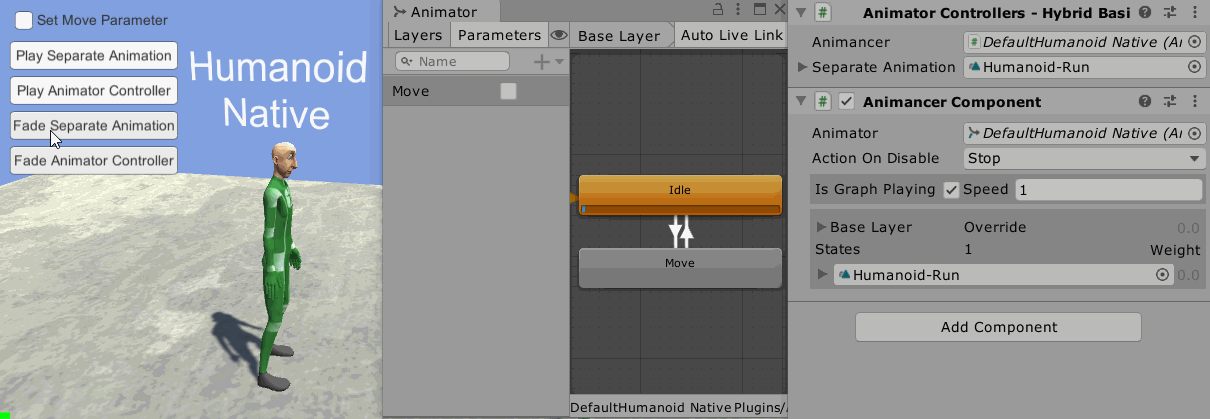 Set Move Parameter
Play Separate Animation
Play Animator Controller
Fade Separate Animation
Fade Animator Controller
Humanoid
Native
Animator
Layers
Parameters
Base Layer
Auto Live Link
Name
Move
Idle
Move
DefaultHumanoid Native Plugins/
Animator Controllers - Hybrid Basi
Animancer
DefaultHumanoid Native (Ar
Separate Animation
Humanoid-Run
Animancer Component
Animator
DefaultHumanoid Native (Ar
Action On Disable
Stop
Is Graph Playing
Speed
1
Base Layer
Override
0.0
States
1
Weight
Humanoid-Run
0.0
Add Component